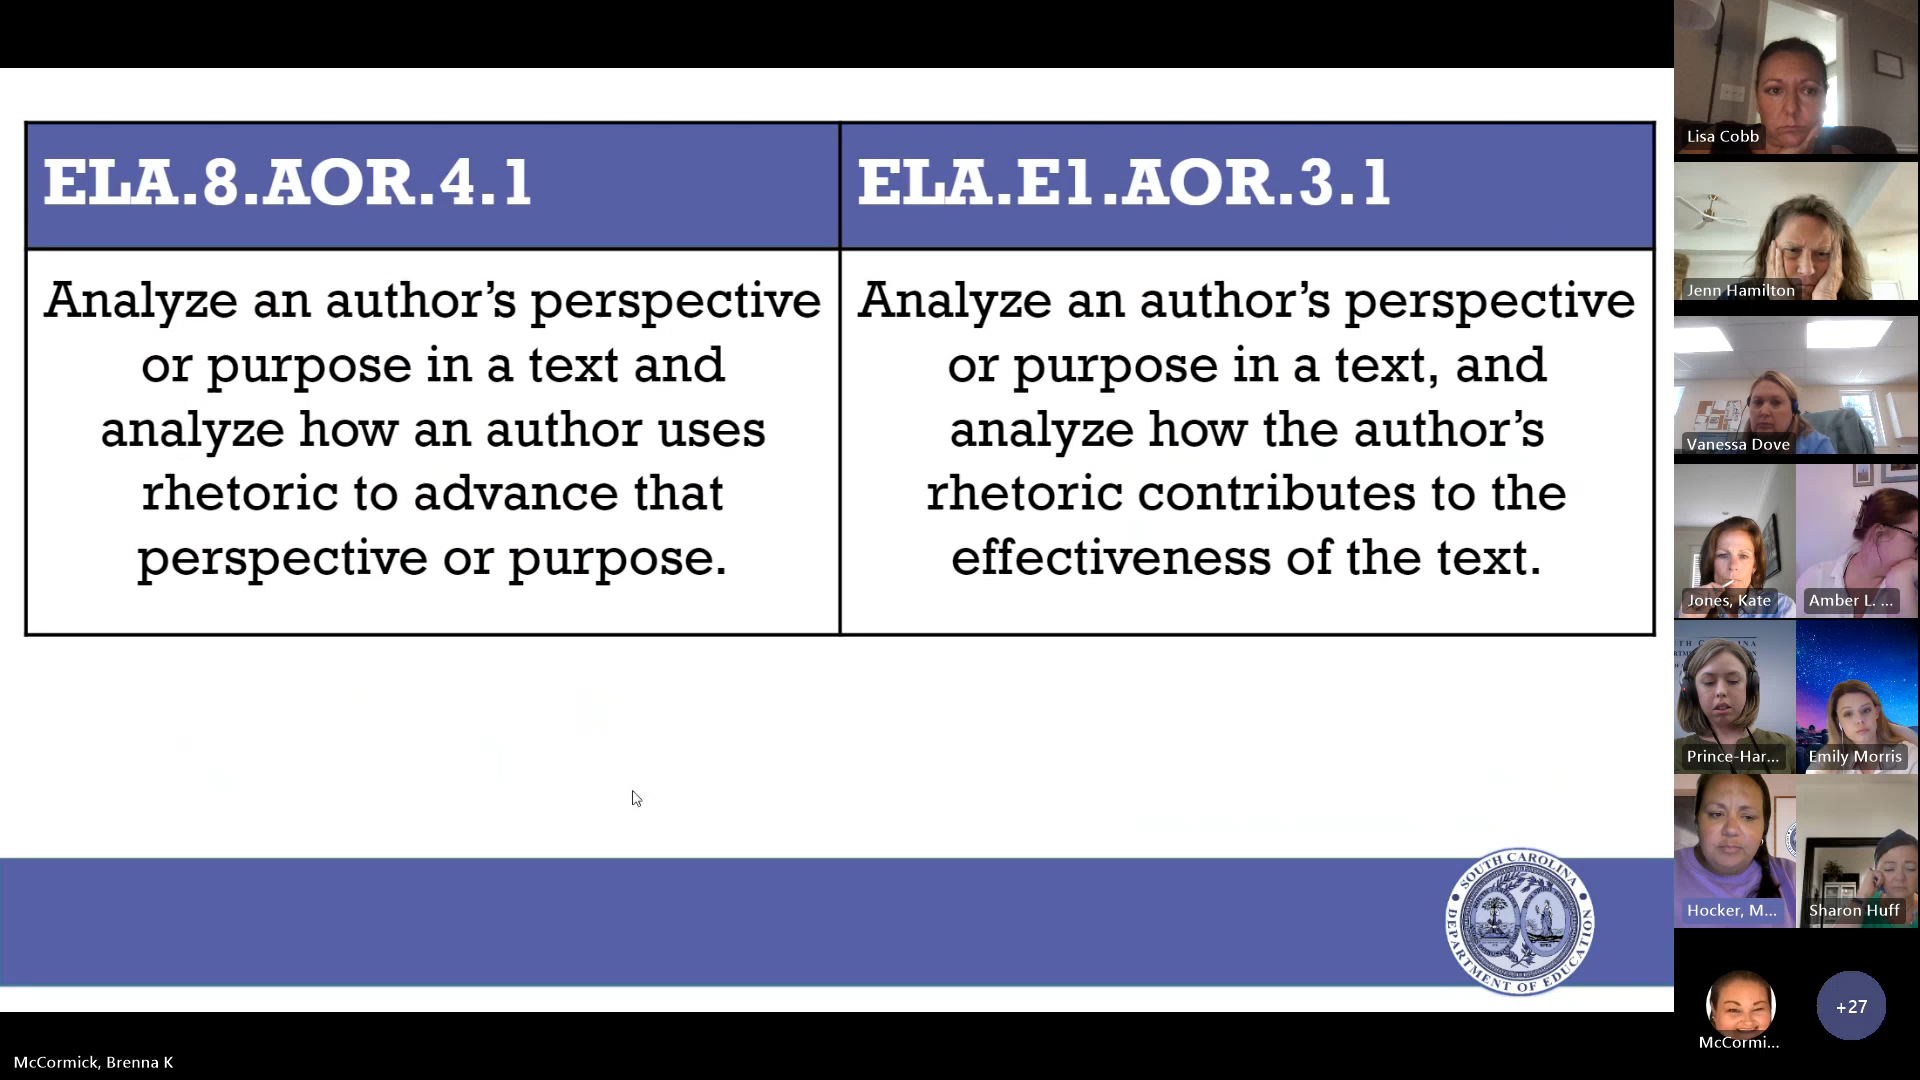 ELA.8.AOR.4.1
Analyze an author’s perspective
or purpose in a text and
analyze how an author uses
rhetoric to advance that
perspective or purpose.
ELA.E1.AOR.3.1
Analyze an author’s perspective
or purpose in a text, and
analyze how the author’s
rhetoric contributes to the
effectiveness of the text.
SOUTH CAROLINA
DEPARTMENT OF EDUCATION
McCormick, Brenna K
Lisa Cobb
Jenn Hamilton
Vanessa Dove
Jones, Kate
Amber L. ...
Prince-Har...
Emily Morris
Hocker, M...
Sharon Huff
McCormi...
+27